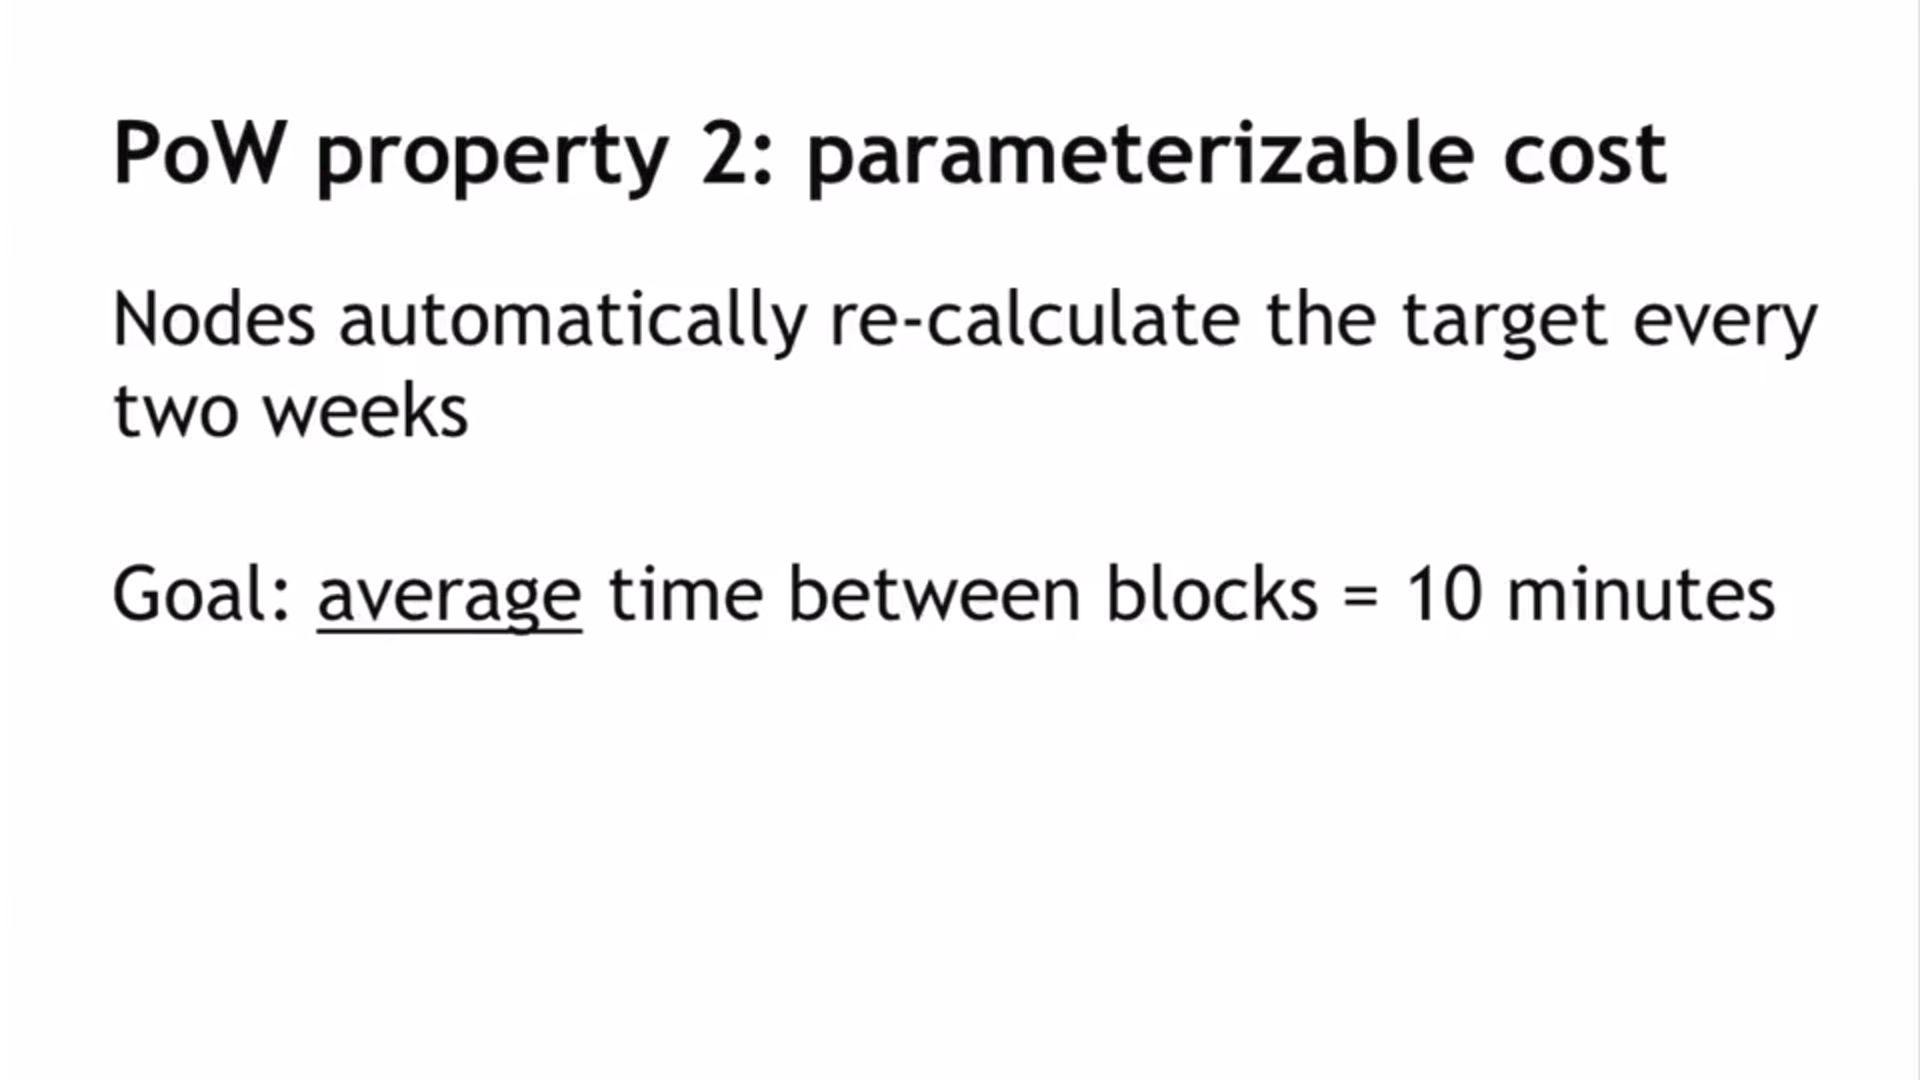 PoW property 2: parameterizable cost
Nodes automatically re-calculate the target every
two weeks
Goal: average time between blocks = 10 minutes